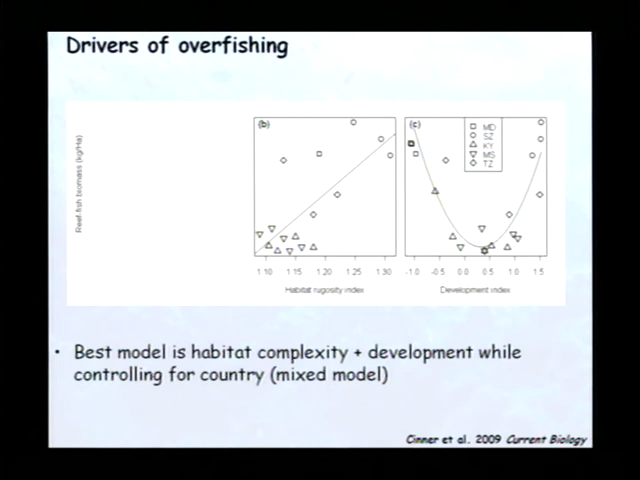 Drivers of overfishing
(b)
(c)
MD
SZ
KY
MS
TZ
Reef-fish biomass (kg/Ha)
1.10 1.15 1.20 1.25 1.30
-1.0 -0.5 0.0 0.5 1.0 1.5
Habitat rugosity index
Development index
• Best model is habitat complexity + development while
controlling for country (mixed model)
Cinner et al. 2009 Current Biology